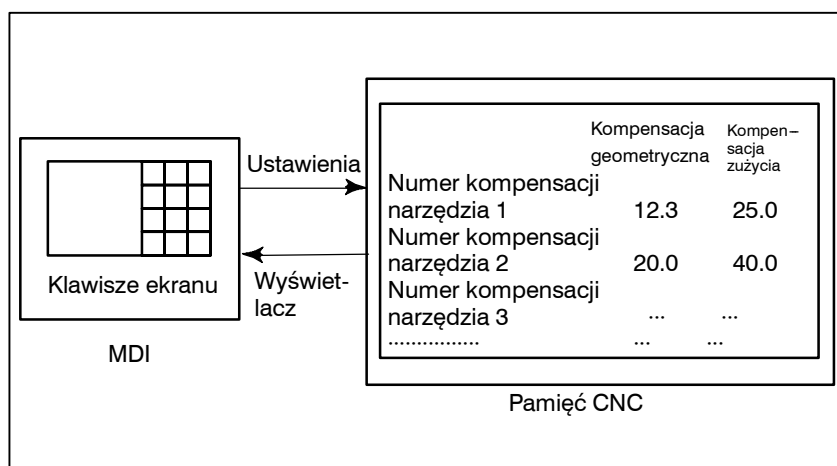 Klawisze ekranu
MDI
Ustawienia
Wyświet-
lacz
Kompensacja
geometryczna
Kompen–
sacja
zużycia
Numer kompensacji
narzędzia 1 12.3 25.0
Numer kompensacji
narzędzia 2 20.0 40.0
Numer kompensacji
narzędzia 3 ... ...
................ ... ...
Pamięć CNC